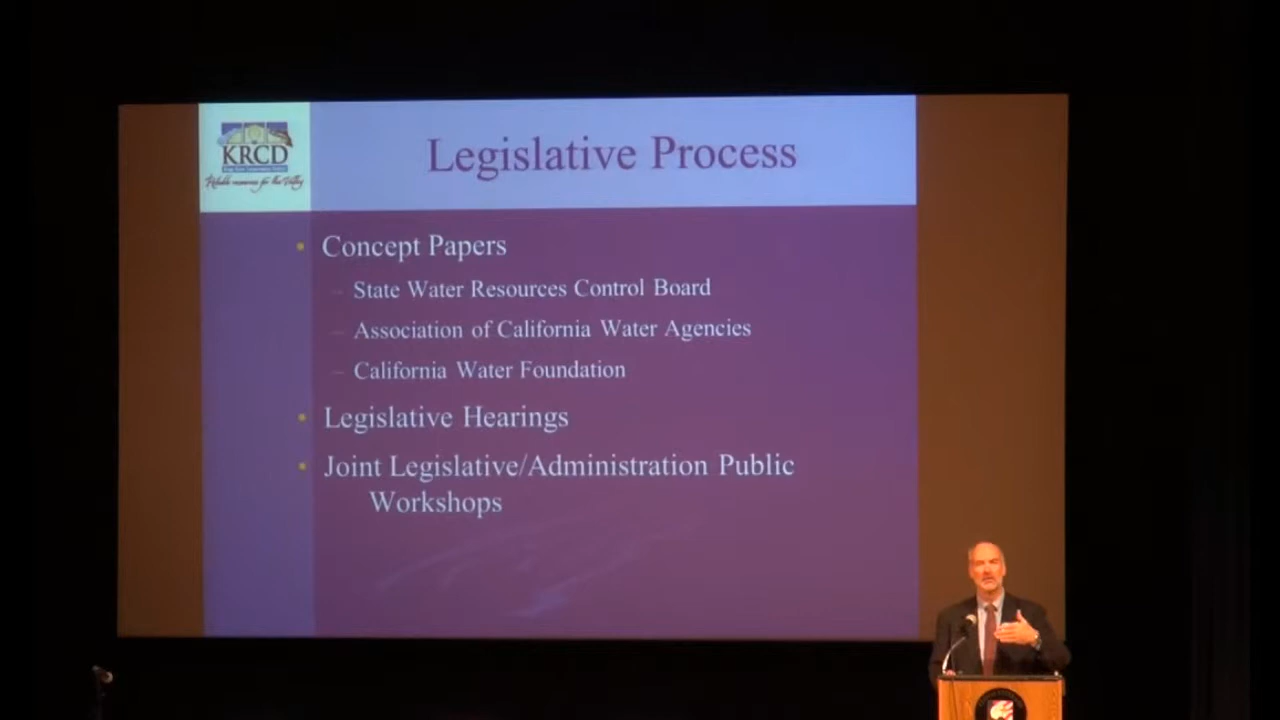 KRCD
Legislative Process
Concept Papers
– State Water Resources Control Board
– Association of California Water Agencies
– California Water Foundation
Legislative Hearings
Joint Legislative/Administration Public
Workshops